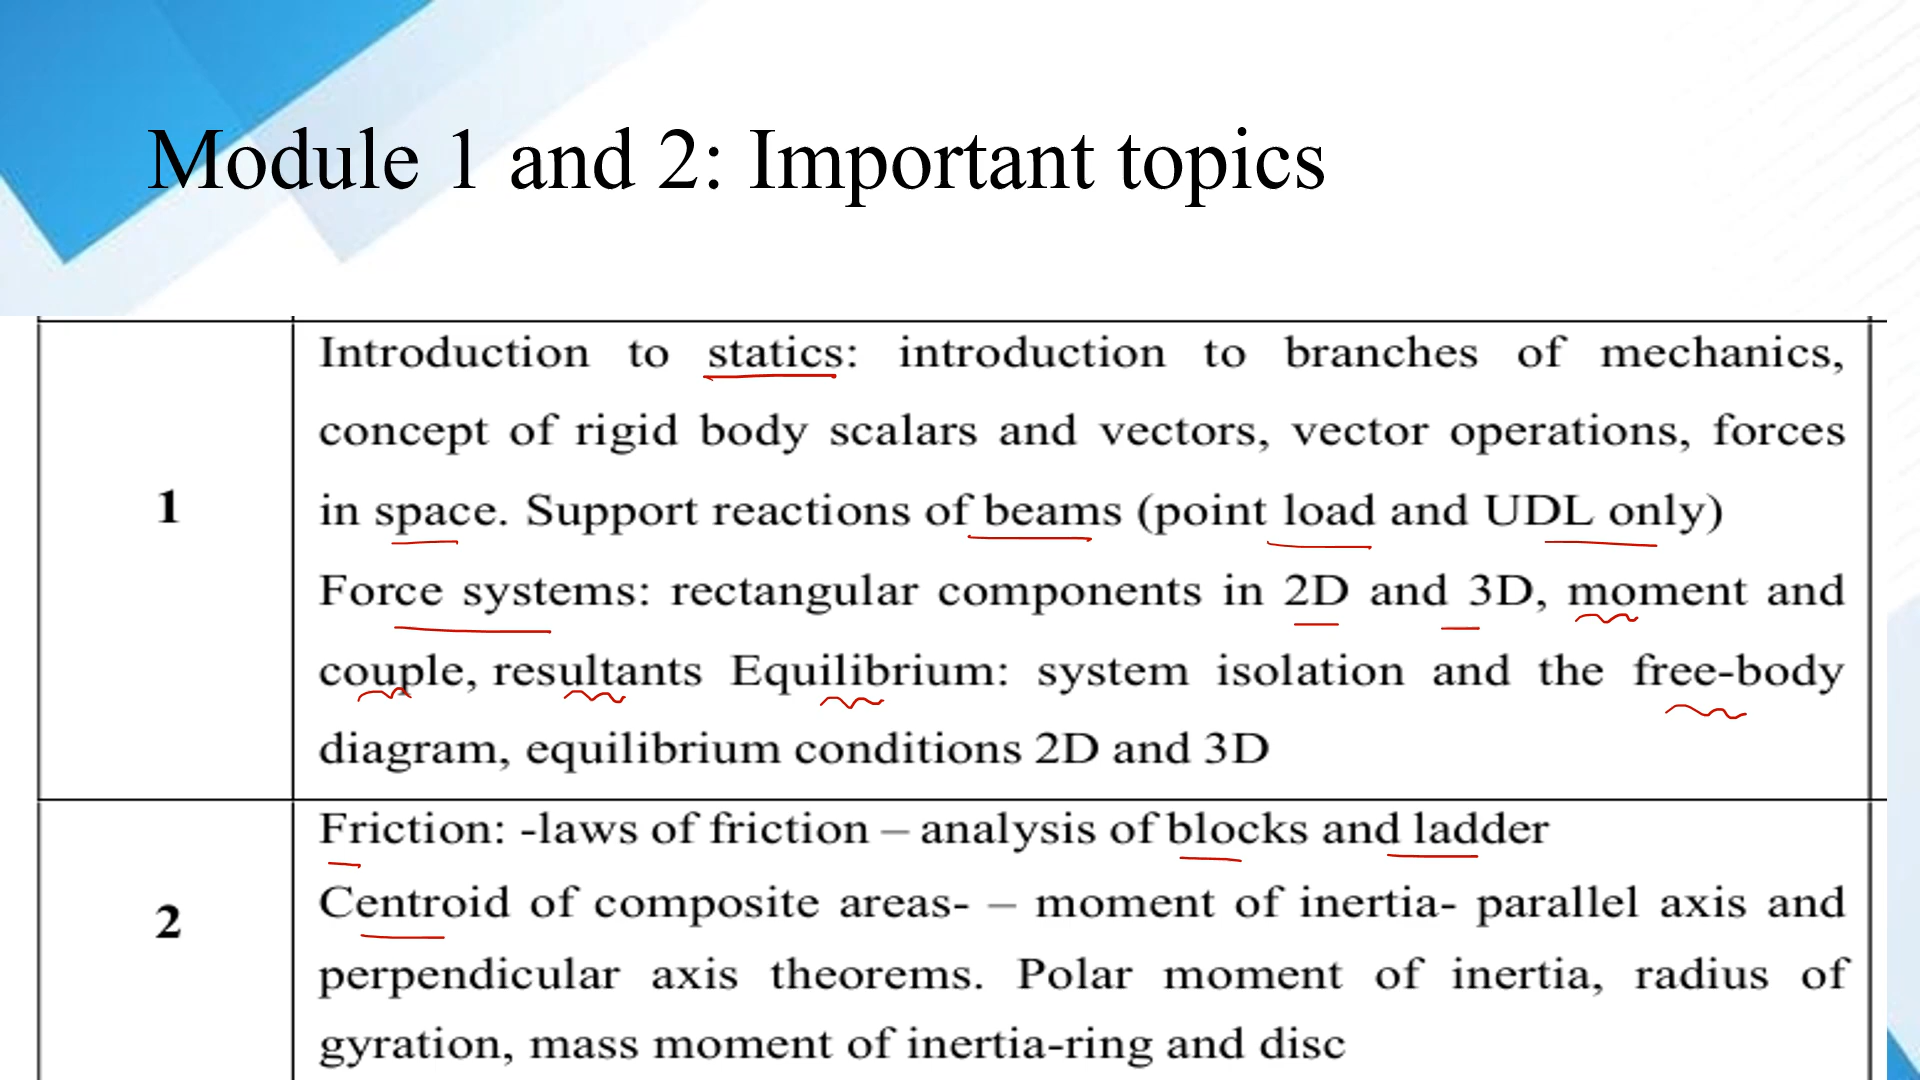 Module 1 and 2: Important topics
Introduction to statics: introduction to branches of mechanics,
concept of rigid body scalars and vectors, vector operations, forces
1
in space. Support reactions of beams (point load and UDL only)
Force systems: rectangular components in 2D and 3D, moment and
couple, resultants Equilibrium: system isolation and the free-body
diagram, equilibrium conditions 2D and 3D
Friction: -laws of friction – analysis of blocks and ladder
2
Centroid of composite areas- – moment of inertia- parallel axis and
perpendicular axis theorems. Polar moment of inertia, radius of
gyration, mass moment of inertia-ring and disc